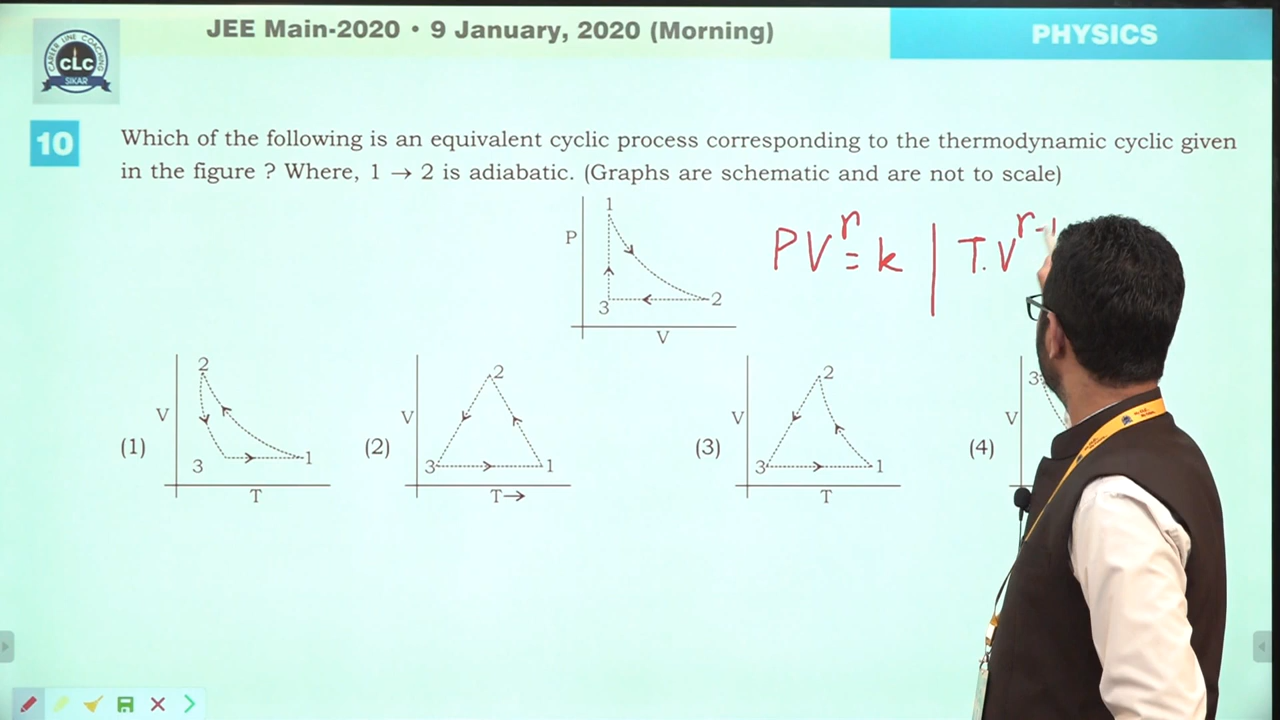 JEE Main-2020 • 9 January, 2020 (Morning)
PHYSICS
CAREER LINE COACHING
CLC
SIKAR
10
Which of the following is an equivalent cyclic process corresponding to the thermodynamic cyclic given
in the figure ? Where, 1 → 2 is adiabatic. (Graphs are schematic and are not to scale)
1
P
3
2
V
PV^r = k | T.V^r-1
(1)
V
2
3
1
T
(2)
V
2
3
1
T→
(3)
V
2
3
1
T
(4)
V
3